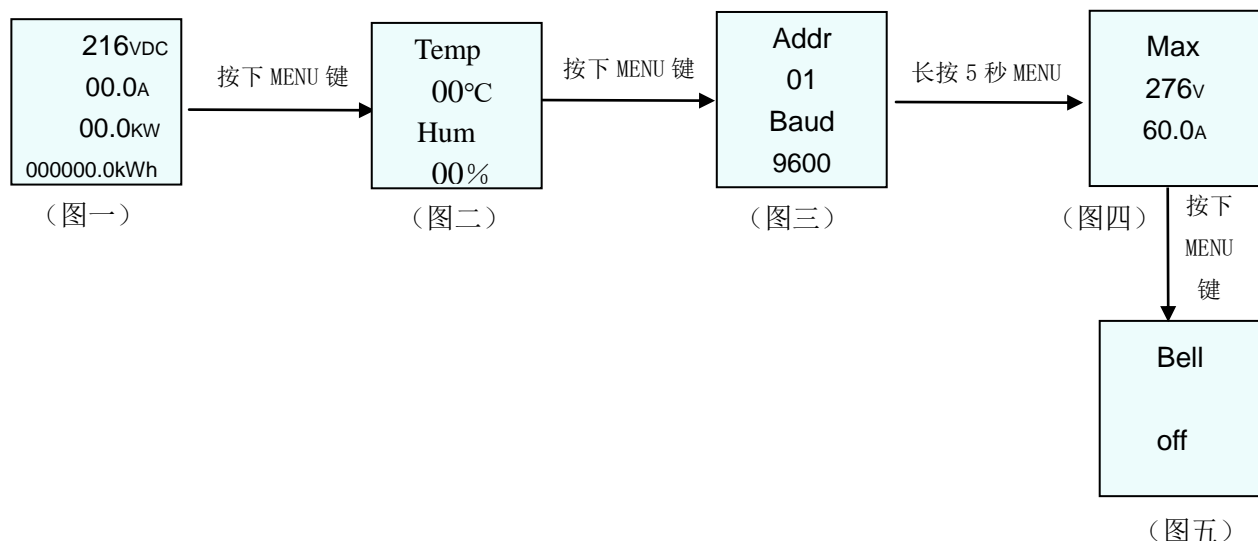 216VDC
00.0A
00.0KW
000000.0kWh
（图一）
按下 MENU 键
Temp
00℃
Hum
00％
（图二）
按下 MENU 键
Addr
01
Baud
9600
（图三）
长按 5 秒 MENU
Max
276V
60.0A
（图四）
按下
MENU
键
Bell
off
（图五）